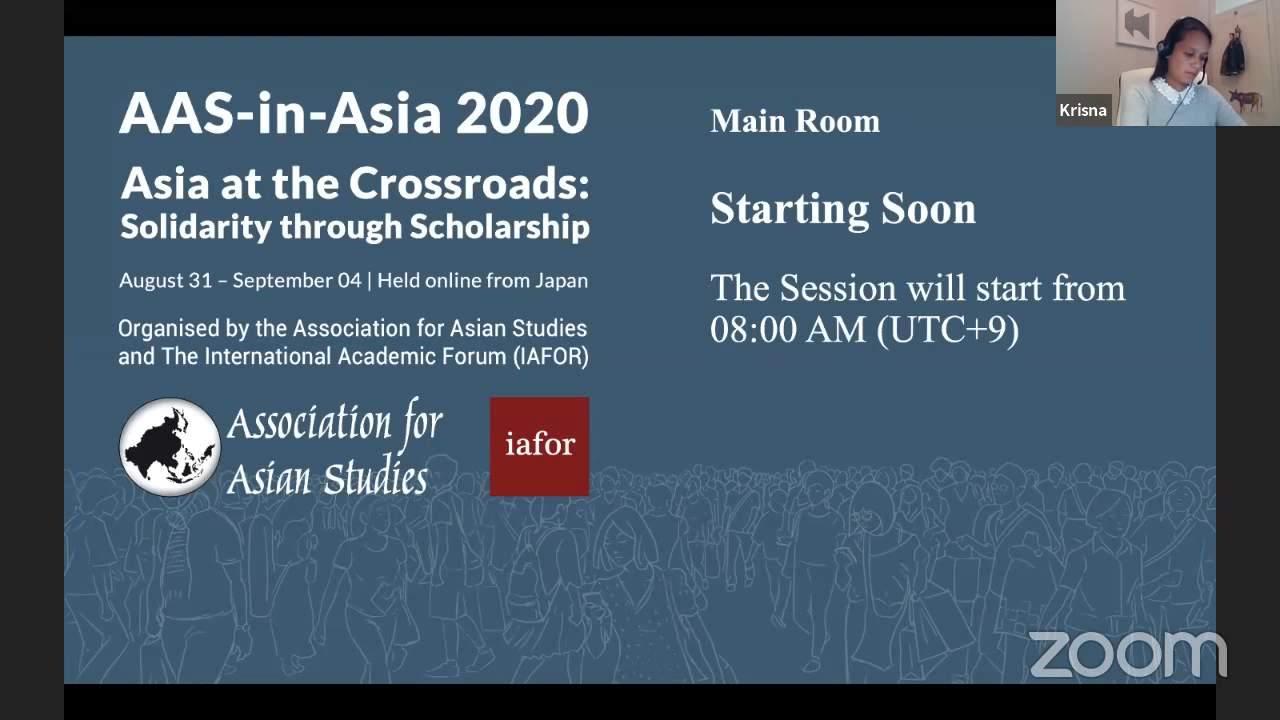 AAS-in-Asia 2020
Asia at the Crossroads:
Solidarity through Scholarship
August 31 – September 04 | Held online from Japan
Organised by the Association for Asian Studies
and The International Academic Forum (IAFOR)
Association for
Asian Studies
iafor
Main Room
Starting Soon
The Session will start from
08:00 AM (UTC+9)
Krisna
zoom